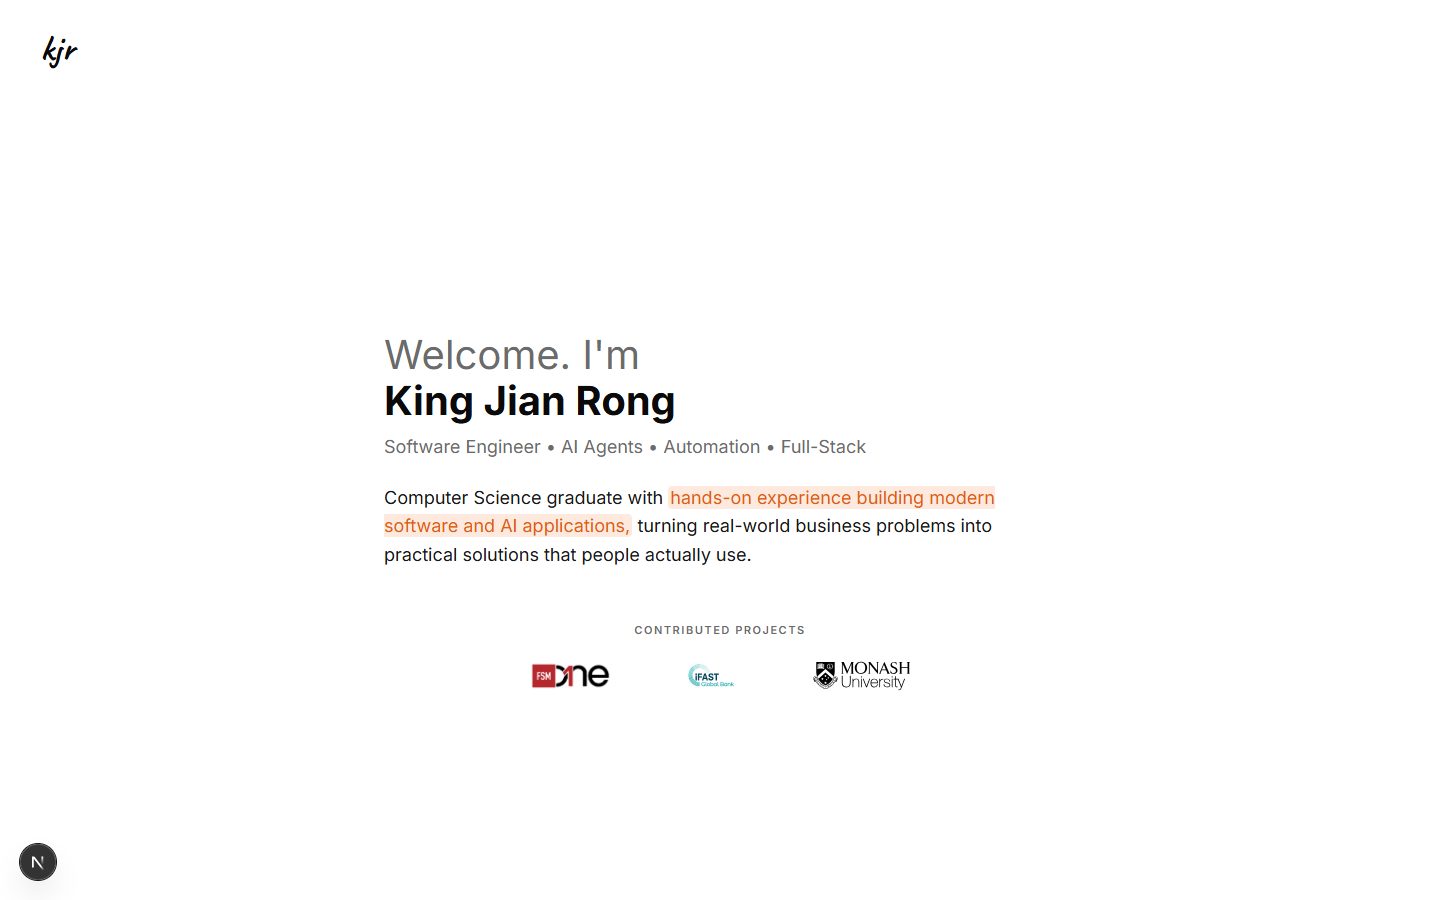 kjr
Welcome. I'm
King Jian Rong
Software Engineer • AI Agents • Automation • Full-Stack
Computer Science graduate with hands-on experience building modern
software and AI applications, turning real-world business problems into
practical solutions that people actually use.
CONTRIBUTED PROJECTS
FSM One
iFAST
Global Bank
MONASH
University
N